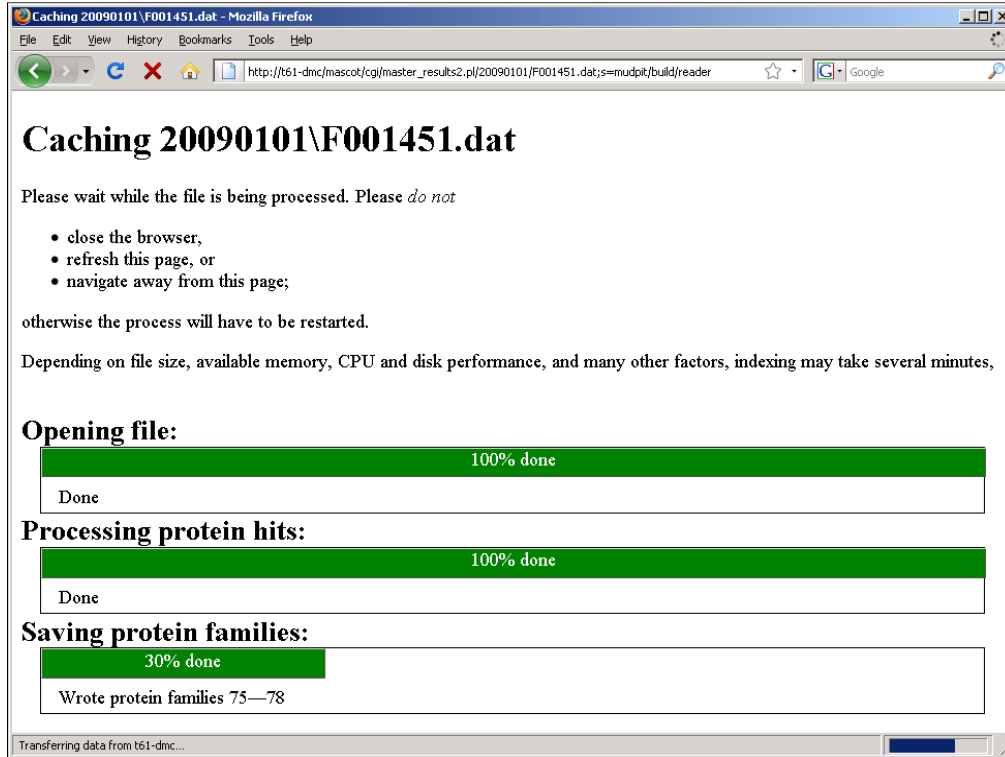 Caching 20090101\F001451.dat - Mozilla Firefox
File Edit View History Bookmarks Tools Help
http://t61-dmc/mascot/cgi/master_results2.pl/20090101/F001451.dat;s=mudpit/build/reader
G Google
Caching 20090101\F001451.dat
Please wait while the file is being processed. Please do not
• close the browser,
• refresh this page, or
• navigate away from this page;
otherwise the process will have to be restarted.
Depending on file size, available memory, CPU and disk performance, and many other factors, indexing may take several minutes,
Opening file:
100% done
Done
Processing protein hits:
100% done
Done
Saving protein families:
30% done
Wrote protein families 75—78
Transferring data from t61-dmc...